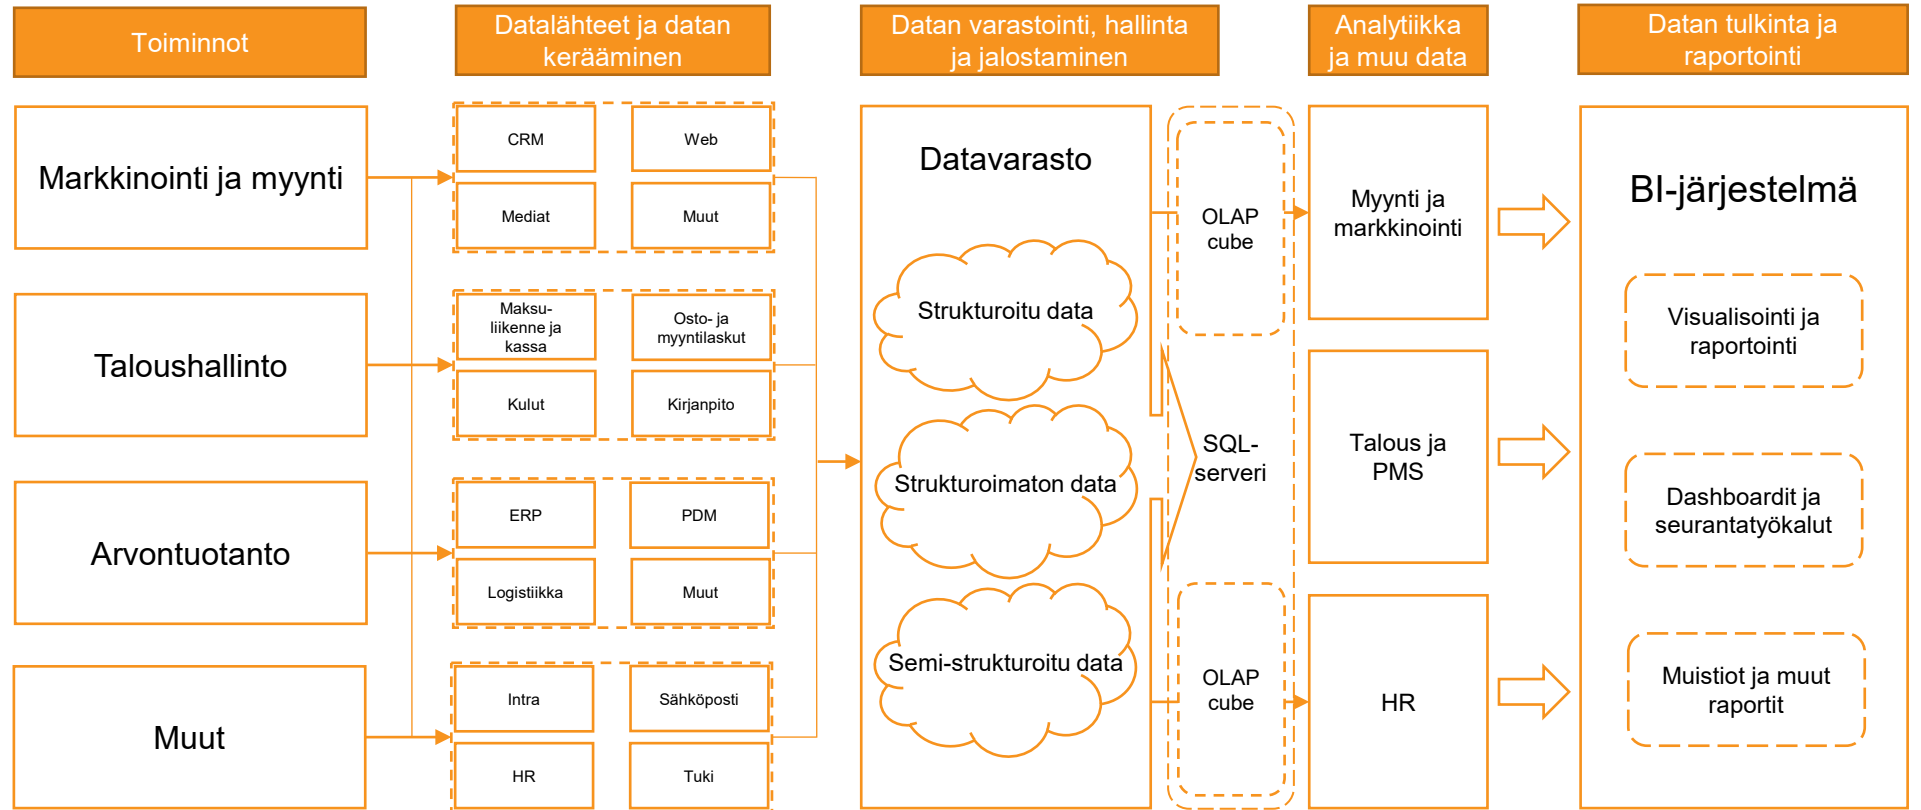 Toiminnot
Datalähteet ja datan
kerääminen
Datan varastointi, hallinta
ja jalostaminen
Analytiikka
ja muu data
Datan tulkinta ja
raportointi
Markkinointi ja myynti
CRM
Web
Mediat
Muut
Taloushallinto
Maksu-
liikenne ja
kassa
Osto- ja
myyntilaskut
Kulut
Kirjanpito
Arvontuotanto
ERP
PDM
Logistiikka
Muut
Muut
Intra
Sähköposti
HR
Tuki
Datavarasto
Strukturoitu data
Strukturoimaton data
Semi-strukturoitu data
OLAP
cube
SQL-
serveri
OLAP
cube
Myynti ja
markkinointi
Talous ja
PMS
HR
BI-järjestelmä
Visualisointi ja
raportointi
Dashboardit ja
seurantatyökalut
Muistiot ja muut
raportit